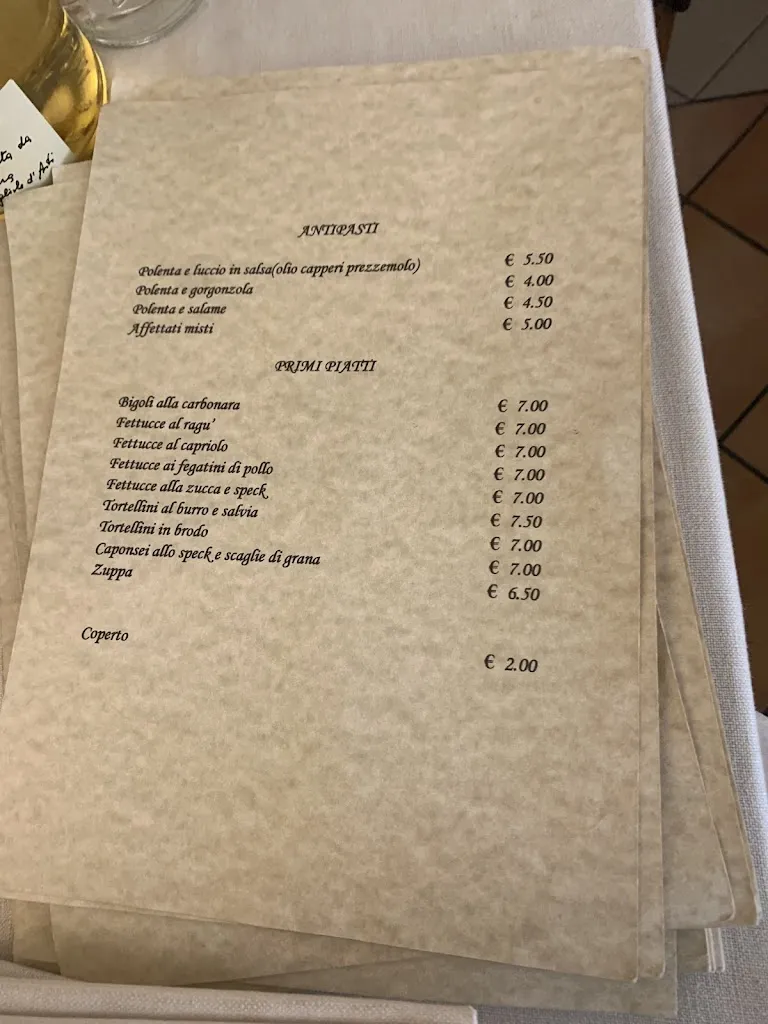 ta da
d'Asti
ANTIPASTI
Polenta e luccio in salsa(olio capperi prezzemolo) € 5.50
Polenta e gorgonzola € 4.00
Polenta e salame € 4.50
Affettati misti € 5.00
PRIMI PIATTI
Bigoli alla carbonara € 7.00
Fettucce al ragu' € 7.00
Fettucce al capriolo € 7.00
Fettucce ai fegatini di pollo € 7.00
Fettucce alla zucca e speck € 7.00
Tortellini al burro e salvia € 7.50
Tortellini in brodo € 7.00
Caponsei allo speck e scaglie di grana € 7.00
Zuppa € 6.50
Coperto € 2.00